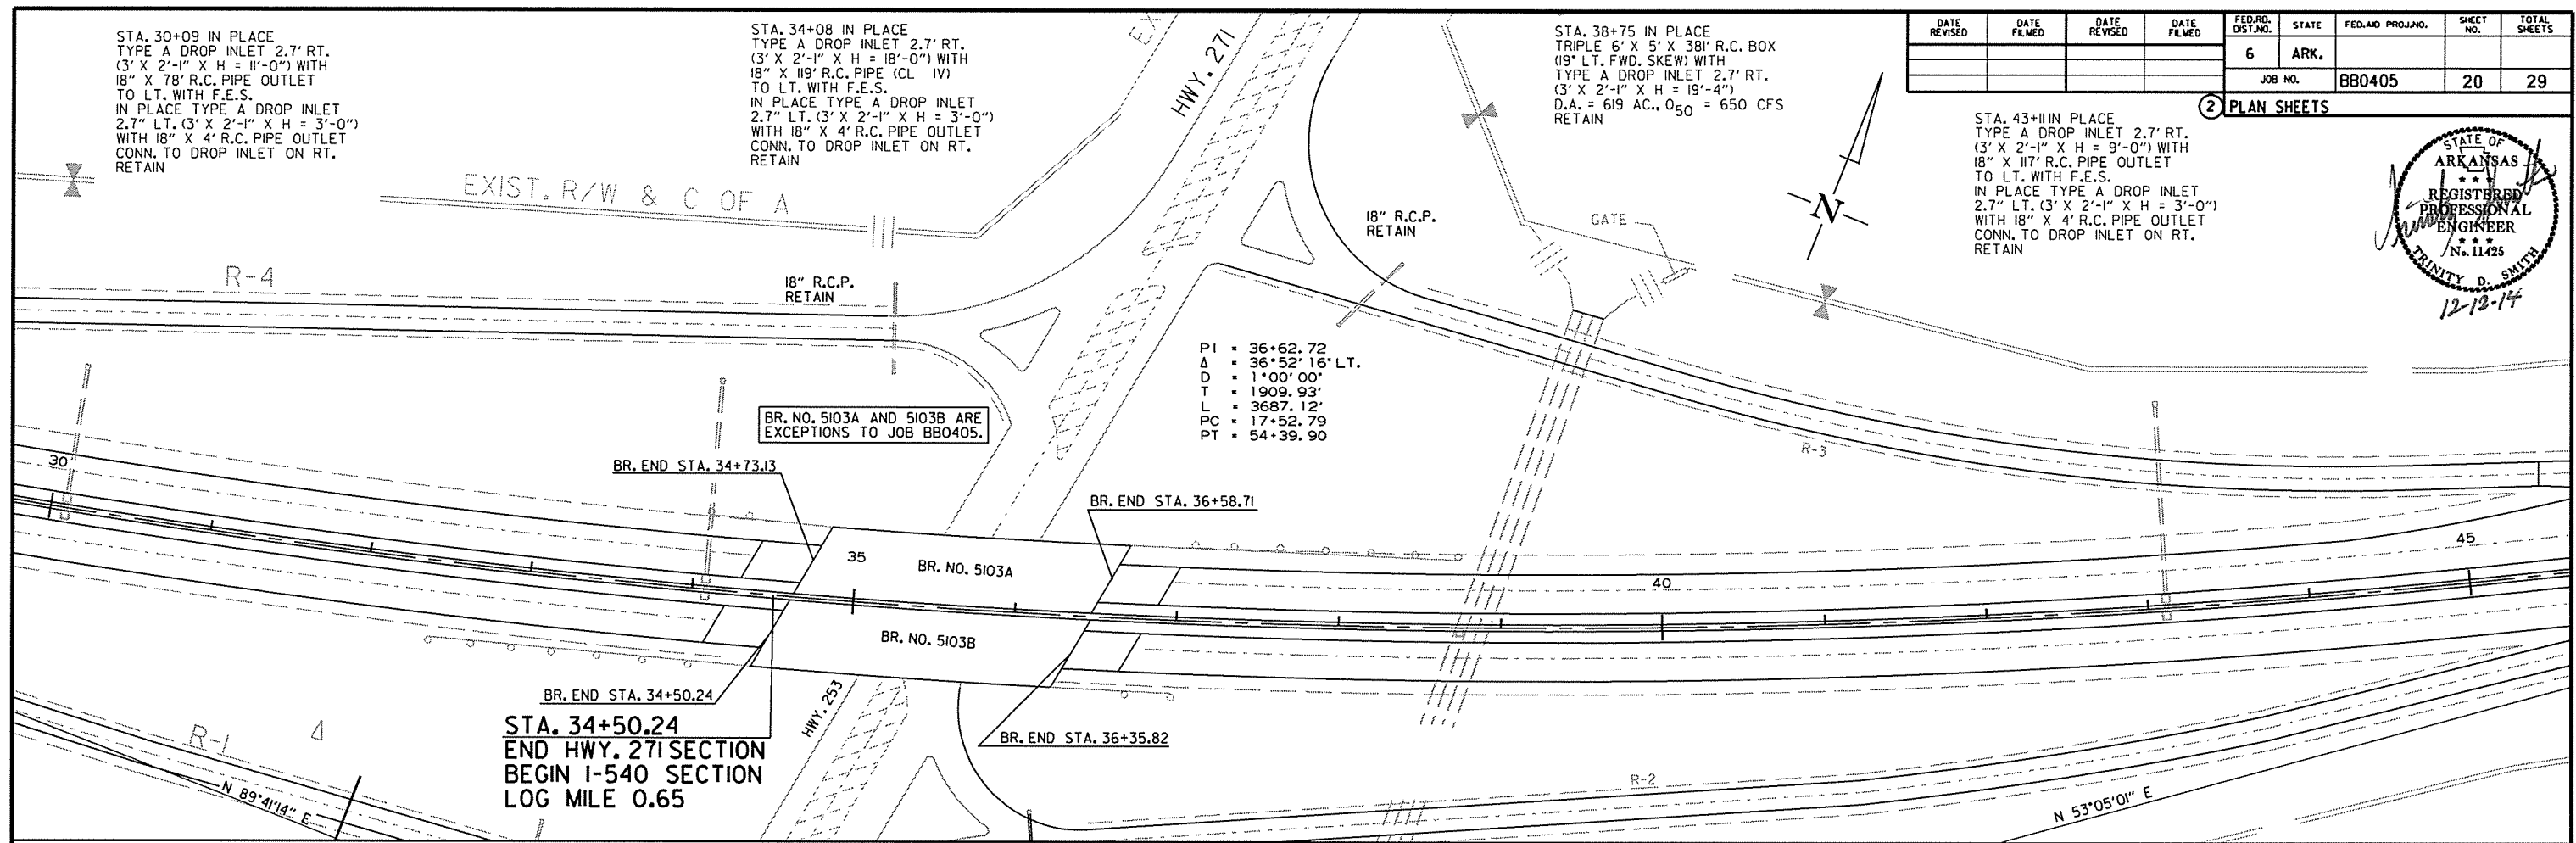 STA. 30+09 IN PLACE
TYPE A DROP INLET 2.7' RT.
(3' X 2'-1" X H = 11'-0") WITH
18" X 78' R.C. PIPE OUTLET
TO LT. WITH F.E.S.
IN PLACE TYPE A DROP INLET
2.7" LT. (3' X 2'-1" X H = 3'-0")
WITH 18" X 4' R.C. PIPE OUTLET
CONN. TO DROP INLET ON RT.
RETAIN
STA. 34+08 IN PLACE
TYPE A DROP INLET 2.7' RT.
(3' X 2'-1" X H = 18'-0") WITH
18" X 119' R.C. PIPE (CL IV)
TO LT. WITH F.E.S.
IN PLACE TYPE A DROP INLET
2.7" LT. (3' X 2'-1" X H = 3'-0")
WITH 18" X 4' R.C. PIPE OUTLET
CONN. TO DROP INLET ON RT.
RETAIN
EX
HWY. 271
STA. 38+75 IN PLACE
TRIPLE 6' X 5' X 381' R.C. BOX
(19° LT. FWD. SKEW) WITH
TYPE A DROP INLET 2.7' RT.
(3' X 2'-1" X H = 19'-4")
D.A. = 619 AC., Q50 = 650 CFS
RETAIN
DATE REVISED
DATE FILMED
DATE REVISED
DATE FILMED
FED.RD. DIST.NO.
STATE
FED.AID PROJ.NO.
SHEET NO.
TOTAL SHEETS
6 ARK.
JOB NO. BB0405 20 29
2 PLAN SHEETS
STA. 43+11 IN PLACE
TYPE A DROP INLET 2.7' RT.
(3' X 2'-1" X H = 9'-0") WITH
18" X 117' R.C. PIPE OUTLET
TO LT. WITH F.E.S.
IN PLACE TYPE A DROP INLET
2.7" LT. (3' X 2'-1" X H = 3'-0")
WITH 18" X 4' R.C. PIPE OUTLET
CONN. TO DROP INLET ON RT.
RETAIN
STATE OF
ARKANSAS
★ ★ ★
REGISTERED
PROFESSIONAL
ENGINEER
★ ★ ★
No. 11425
TRINITY D. SMITH
12-12-14
EXIST. R/W & C OF A
18" R.C.P.
RETAIN
GATE
N
R-4
18" R.C.P.
RETAIN
PI = 36+62.72
Δ = 36°52'16" LT.
D = 1°00'00"
T = 1909.93'
L = 3687.12'
PC = 17+52.79
PT = 54+39.90
BR. NO. 5103A AND 5103B ARE
EXCEPTIONS TO JOB BB0405.
R-3
30
BR. END STA. 34+73.13
BR. END STA. 36+58.71
35
BR. NO. 5103A
40
45
BR. NO. 5103B
BR. END STA. 34+50.24
HWY. 253
STA. 34+50.24
END HWY. 271 SECTION
BEGIN I-540 SECTION
LOG MILE 0.65
BR. END STA. 36+35.82
R-1
Δ
N 89°41'14" E
R-2
N 53°05'01" E